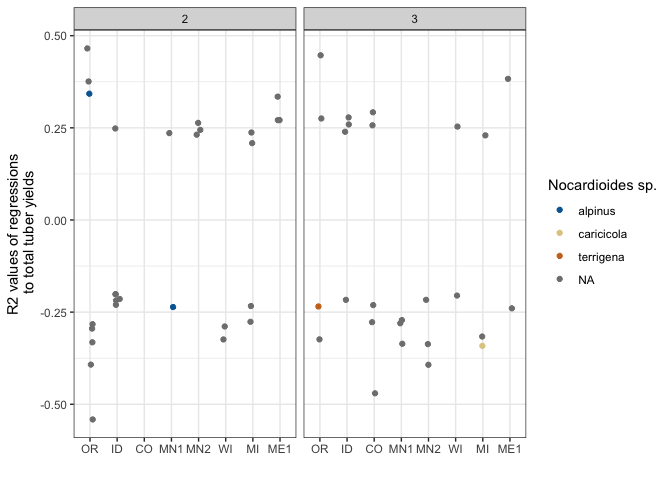 2
3
0.50
0.25
0.00
-0.25
-0.50
R2 values of regressions
to total tuber yields
OR ID CO MN1 MN2 WI MI ME1
OR ID CO MN1 MN2 WI MI ME1
Nocardioides sp.
alpinus
caricicola
terrigena
NA